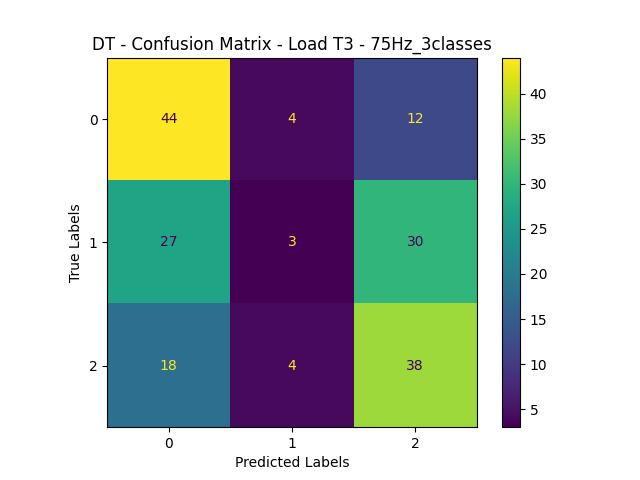 DT - Confusion Matrix - Load T3 - 75Hz_3classes
True Labels
0 44 4 12
1 27 3 30
2 18 4 38
0 1 2
Predicted Labels
40
35
30
25
20
15
10
5